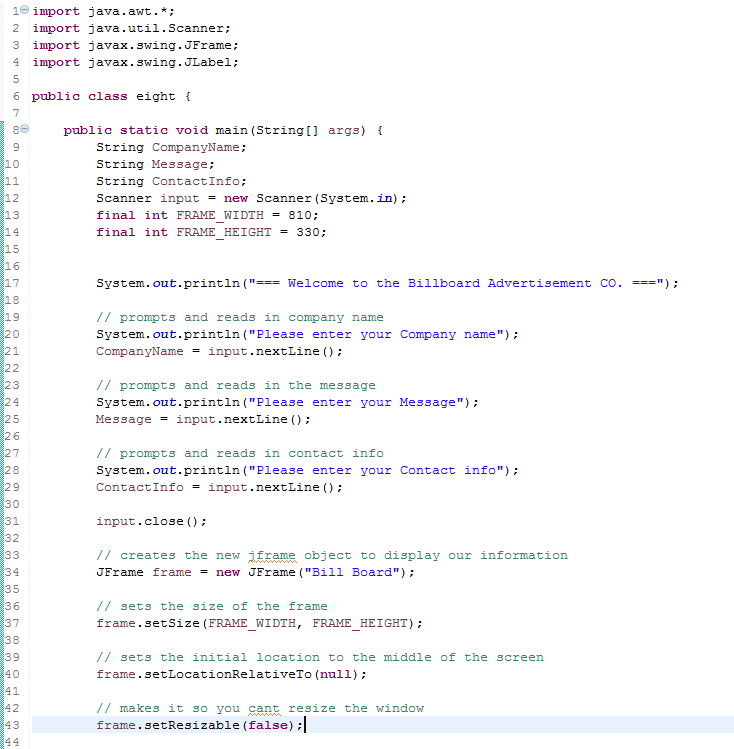 1 import java.awt.*;
2 import java.util.Scanner;
3 import javax.swing.JFrame;
4 import javax.swing.JLabel;
5
6 public class eight {
7
8     public static void main(String[] args) {
9         String CompanyName;
10         String Message;
11         String ContactInfo;
12         Scanner input = new Scanner(System.in);
13         final int FRAME_WIDTH = 810;
14         final int FRAME_HEIGHT = 330;
15
16
17         System.out.println("=== Welcome to the Billboard Advertisement CO. ===");
18
19         // prompts and reads in company name
20         System.out.println("Please enter your Company name");
21         CompanyName = input.nextLine();
22
23         // prompts and reads in the message
24         System.out.println("Please enter your Message");
25         Message = input.nextLine();
26
27         // prompts and reads in contact info
28         System.out.println("Please enter your Contact info");
29         ContactInfo = input.nextLine();
30
31         input.close();
32
33         // creates the new jframe object to display our information
34         JFrame frame = new JFrame("Bill Board");
35
36         // sets the size of the frame
37         frame.setSize(FRAME_WIDTH, FRAME_HEIGHT);
38
39         // sets the initial location to the middle of the screen
40         frame.setLocationRelativeTo(null);
41
42         // makes it so you cant resize the window
43         frame.setResizable(false);
44